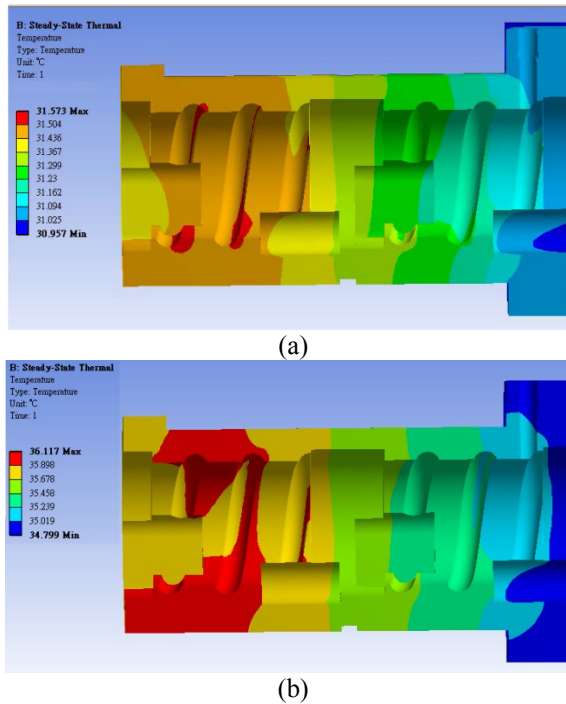 B: Steady-State Thermal
Temperature
Type: Temperature
Unit: °C
Time: 1
31.573 Max
31.504
31.436
31.367
31.299
31.23
31.162
31.094
31.025
30.957 Min
(a)
B: Steady-State Thermal
Temperature
Type: Temperature
Unit: °C
Time: 1
36.117 Max
35.898
35.678
35.458
35.239
35.019
34.799 Min
(b)